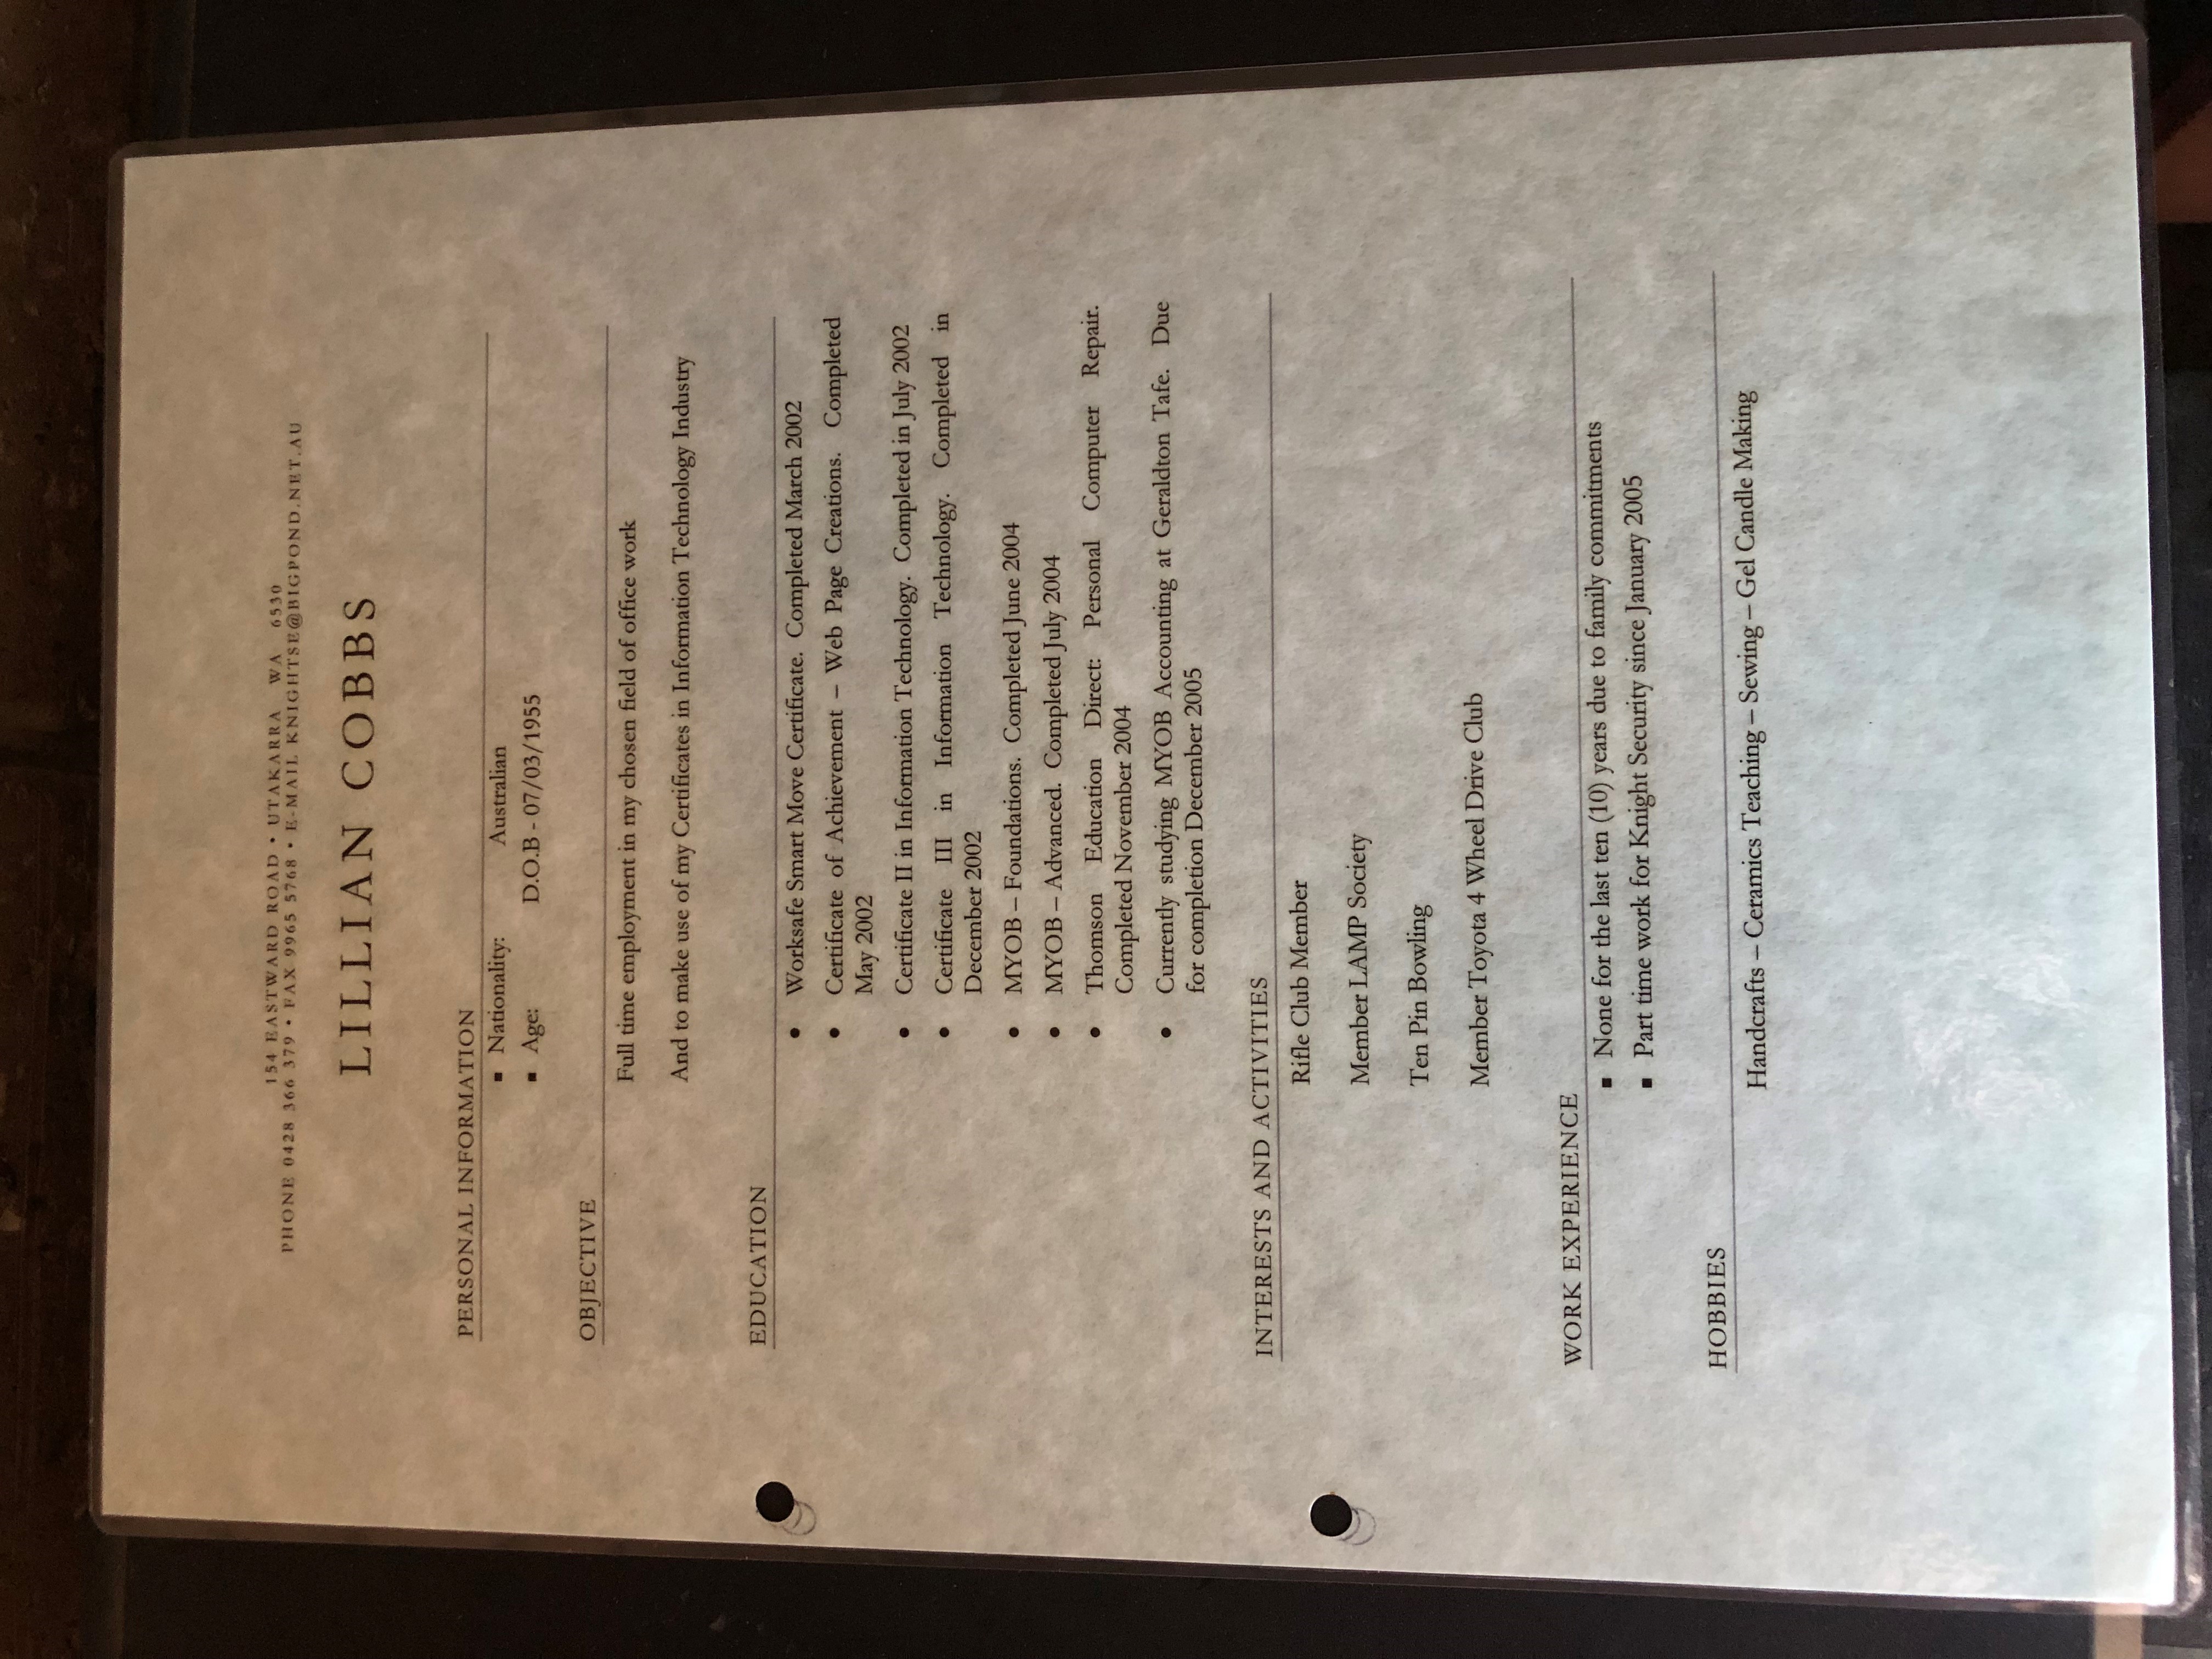 154 EASTWARD ROAD • UTAKARRA WA 6530
PHONE 0428 366 379 • FAX 9965 5768 • E-MAIL KNIGHTSE@BIGPOND.NET.AU
LILLIAN COBBS
PERSONAL INFORMATION
▪ Nationality: Australian
▪ Age: D.O.B - 07/03/1955
OBJECTIVE
Full time employment in my chosen field of office work
And to make use of my Certificates in Information Technology Industry
EDUCATION
• Worksafe Smart Move Certificate. Completed March 2002
• Certificate of Achievement – Web Page Creations. Completed
May 2002
• Certificate II in Information Technology. Completed in July 2002
• Certificate III in Information Technology. Completed in
December 2002
• MYOB – Foundations. Completed June 2004
• MYOB – Advanced. Completed July 2004
• Thomson Education Direct: Personal Computer Repair.
Completed November 2004
• Currently studying MYOB Accounting at Geraldton Tafe. Due
for completion December 2005
INTERESTS AND ACTIVITIES
Rifle Club Member
Member LAMP Society
Ten Pin Bowling
Member Toyota 4 Wheel Drive Club
WORK EXPERIENCE
▪ None for the last ten (10) years due to family commitments
▪ Part time work for Knight Security since January 2005
HOBBIES
Handcrafts – Ceramics Teaching – Sewing – Gel Candle Making